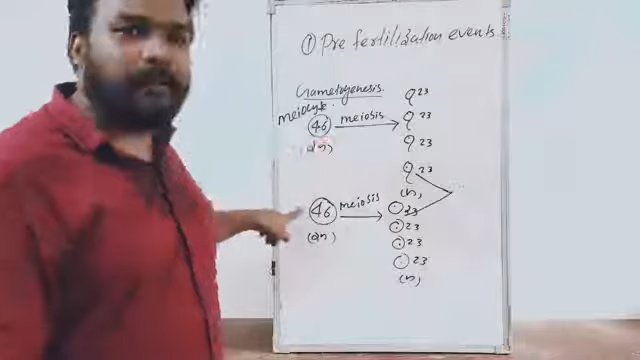 ① Pre fertilization events
Gametogenesis.
meiocyte.
46 meiosis
(2n)
23
23
23
23
(n)
46 meiosis
(2n)
23
23
23
23
(n)